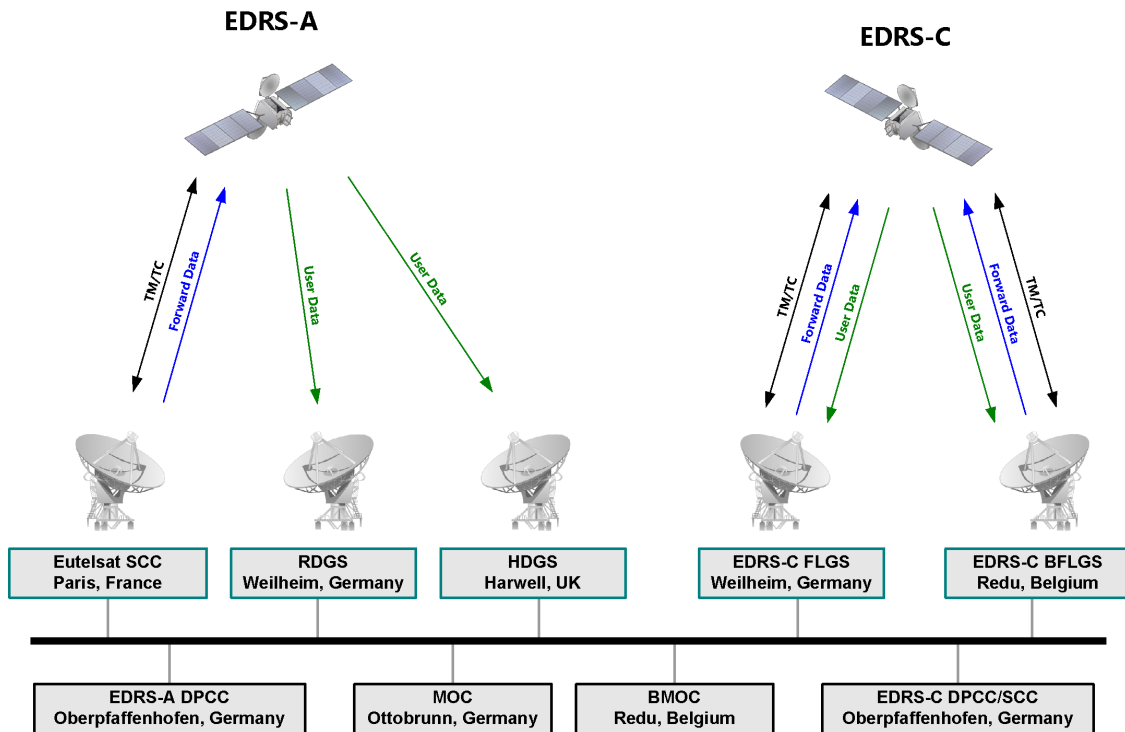 EDRS-A
EDRS-C
TM/TC
Forward Data
User Data
User Data
TM/TC
Forward Data
User Data
User Data
Forward Data
TM/TC
Eutelsat SCC
Paris, France
RDGS
Weilheim, Germany
HDGS
Harwell, UK
EDRS-C FLGS
Weilheim, Germany
EDRS-C BFLGS
Redu, Belgium
EDRS-A DPCC
Oberpfaffenhofen, Germany
MOC
Ottobrunn, Germany
BMOC
Redu, Belgium
EDRS-C DPCC/SCC
Oberpfaffenhofen, Germany